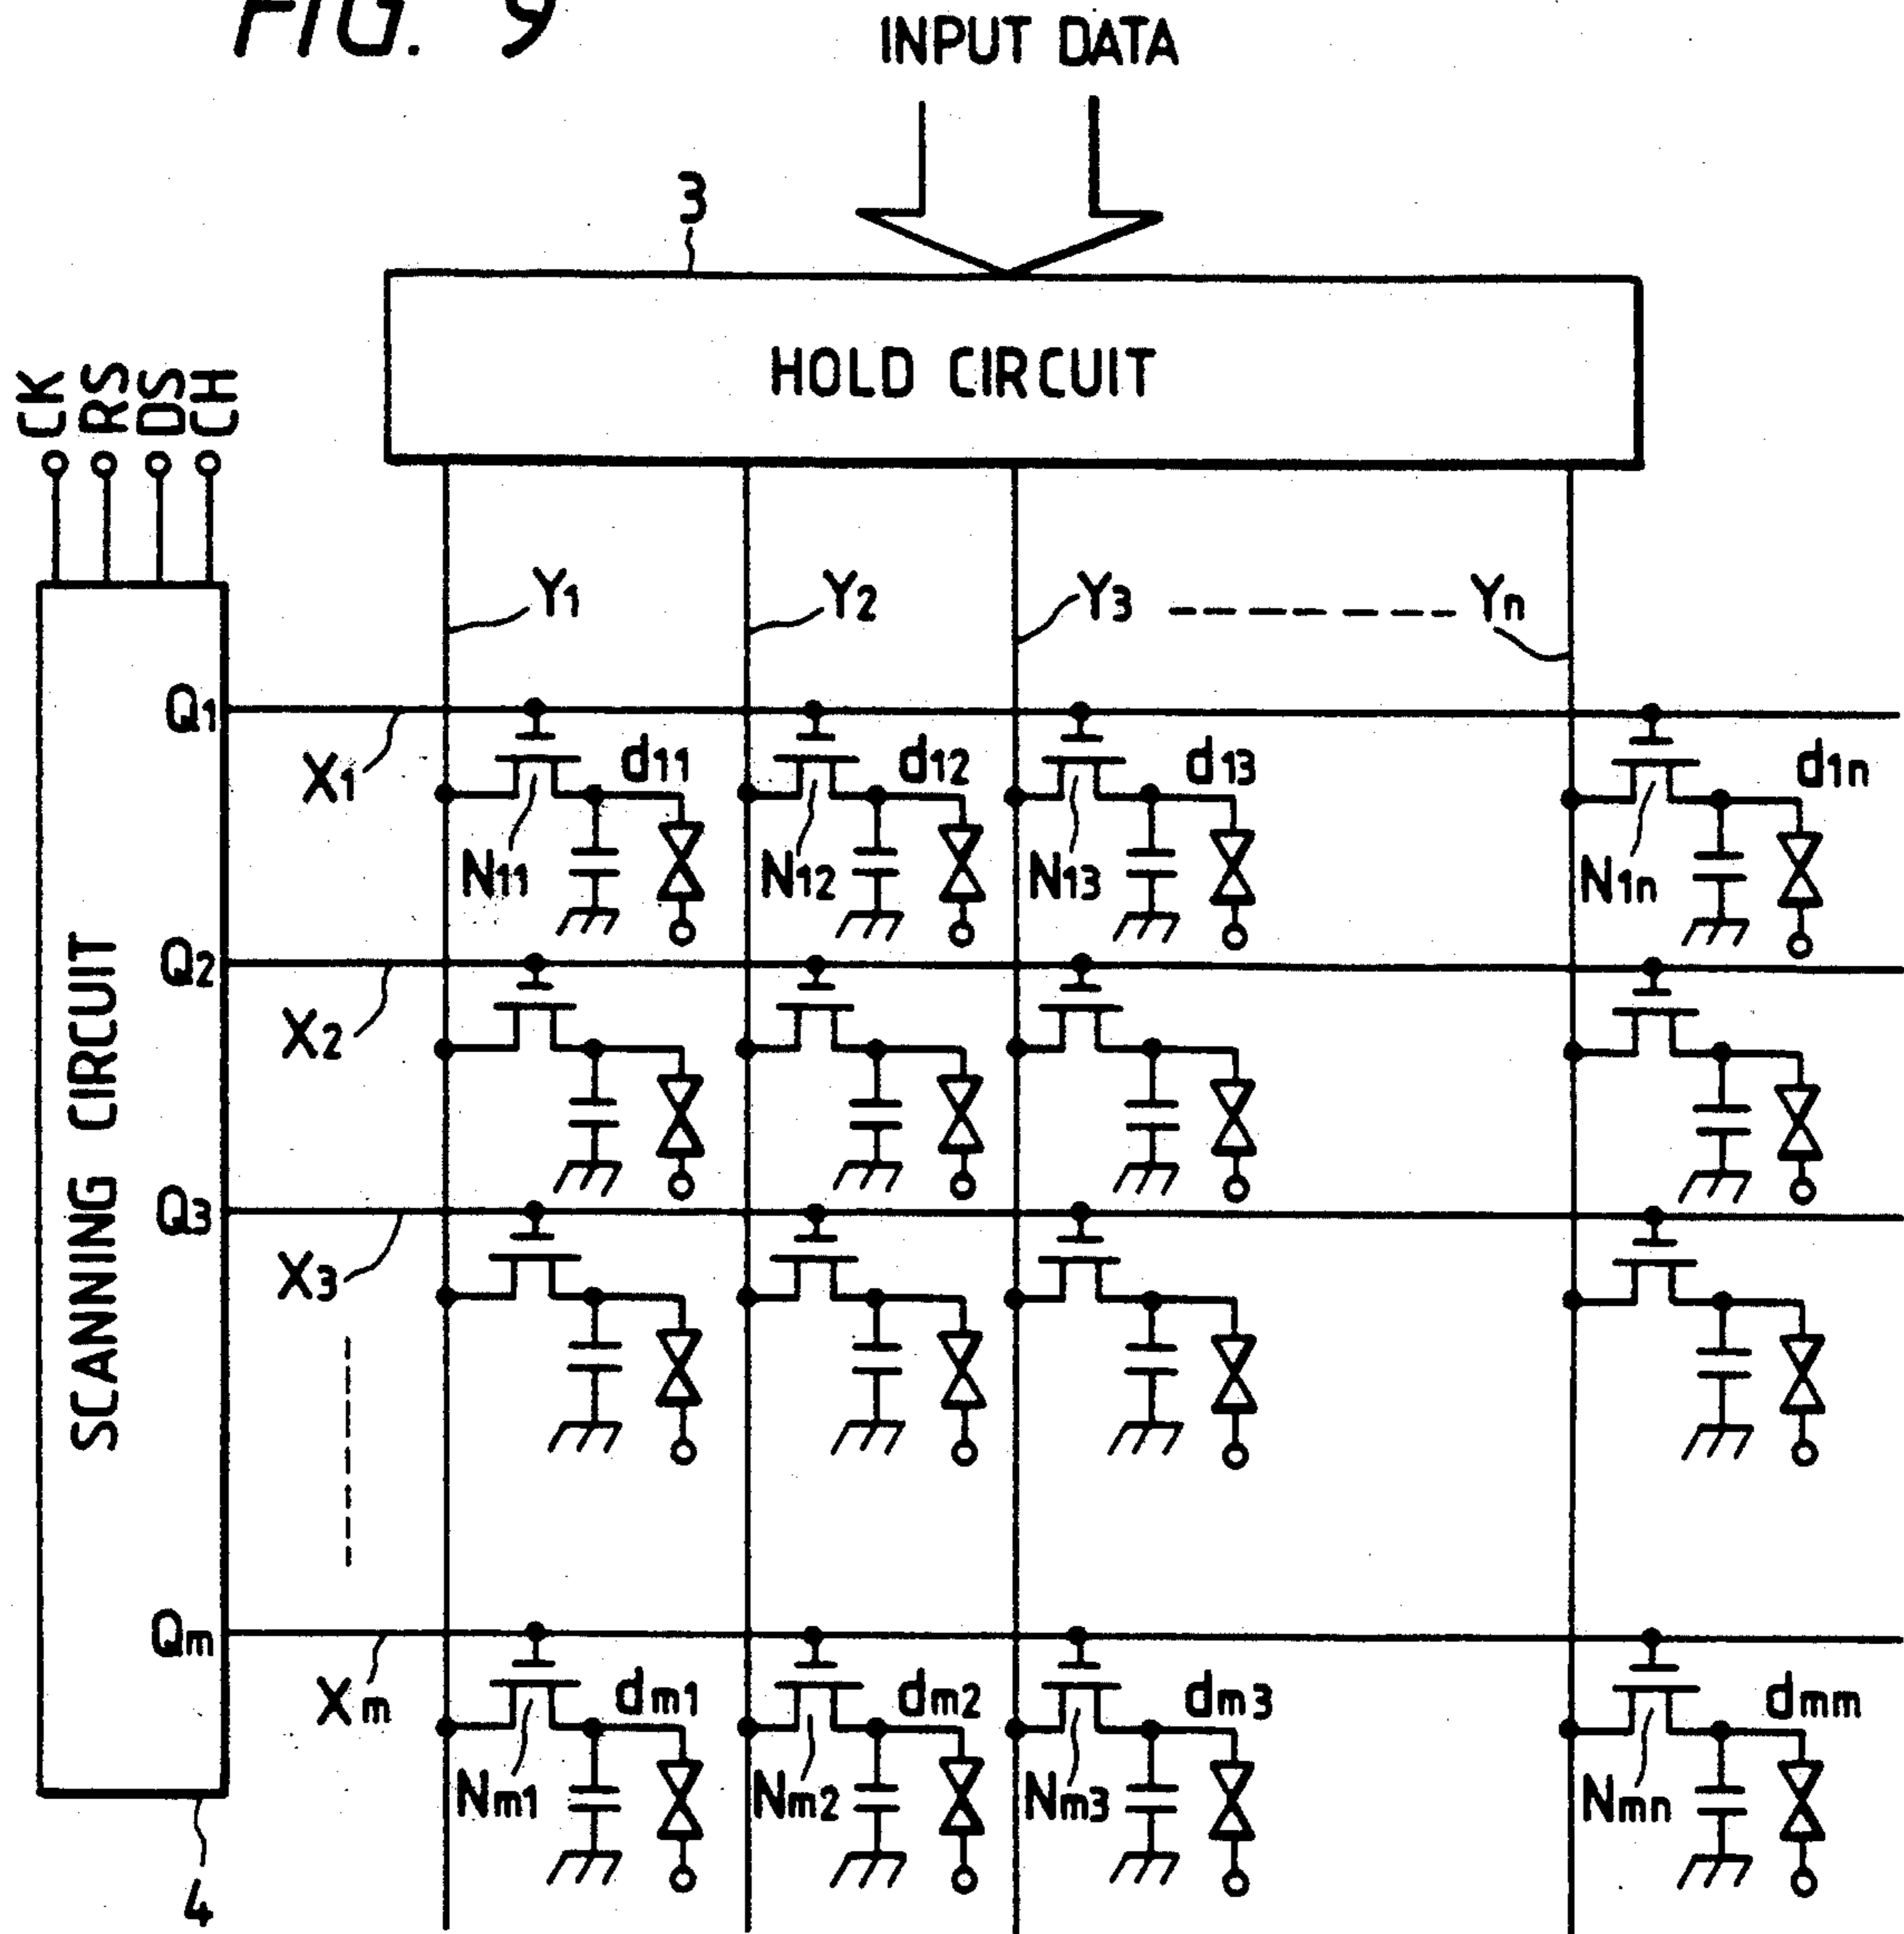 FIG. 9
INPUT DATA
3
HOLD CIRCUIT
CK
RS
DS
CH
Y1
Y2
Y3
Yn
Q1
X1
d11
d12
d13
d1n
N11
N12
N13
N1n
Q2
X2
SCANNING CIRCUIT
Q3
X3
Qm
Xm
dm1
dm2
dm3
dmm
Nm1
Nm2
Nm3
Nmn
4